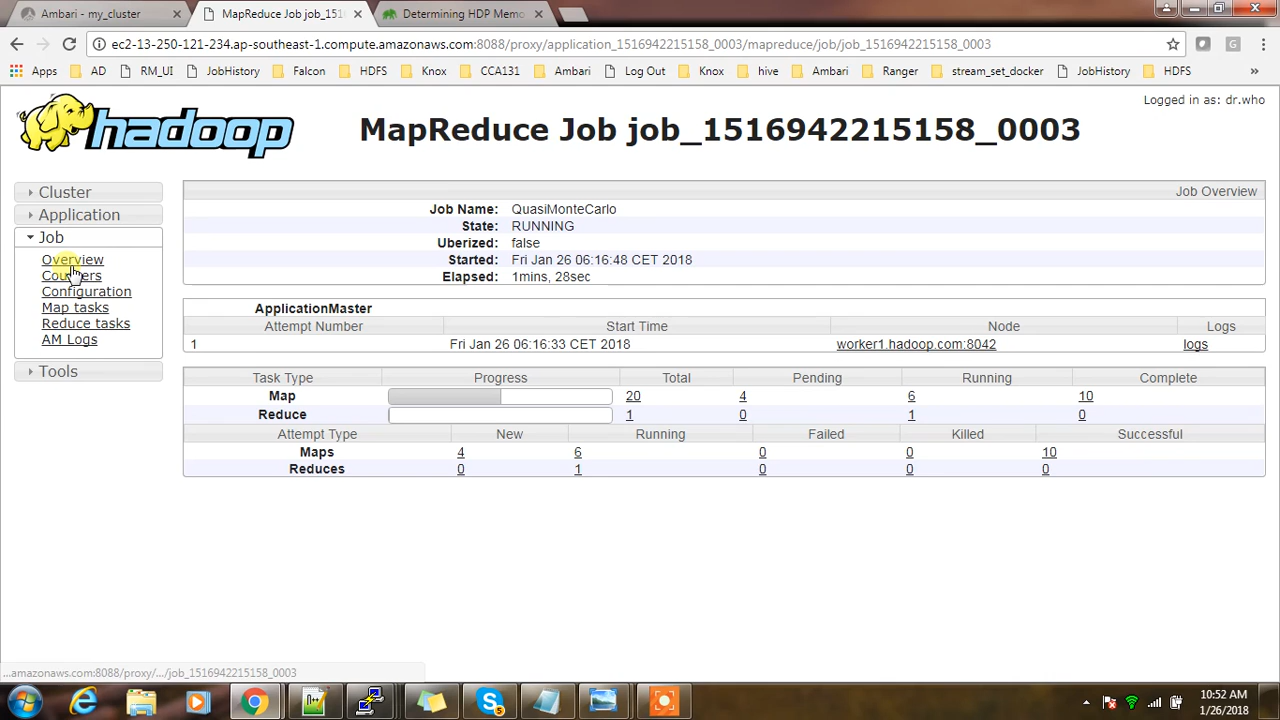 Ambari - my_cluster
MapReduce Job job_151
Determining HDP Memo
ec2-13-250-121-234.ap-southeast-1.compute.amazonaws.com:8088/proxy/application_1516942215158_0003/mapreduce/job/job_1516942215158_0003
Apps AD RM_UI JobHistory Falcon HDFS Knox CCA131 Ambari Log Out Knox hive Ambari Ranger stream_set_docker JobHistory HDFS »
Logged in as: dr.who
hadoop
MapReduce Job job_1516942215158_0003
Cluster
Application
Job
Overview
Counters
Configuration
Map tasks
Reduce tasks
AM Logs
Tools
Job Overview
Job Name: QuasiMonteCarlo
State: RUNNING
Uberized: false
Started: Fri Jan 26 06:16:48 CET 2018
Elapsed: 1mins, 28sec
ApplicationMaster
Attempt Number Start Time Node Logs
1 Fri Jan 26 06:16:33 CET 2018 worker1.hadoop.com:8042 logs
Task Type Progress Total Pending Running Complete
Map 20 4 6 10
Reduce 1 0 1 0
Attempt Type New Running Failed Killed Successful
Maps 4 6 0 0 10
Reduces 0 1 0 0 0
...amazonaws.com:8088/proxy/.../job_1516942215158_0003
10:52 AM
1/26/2018